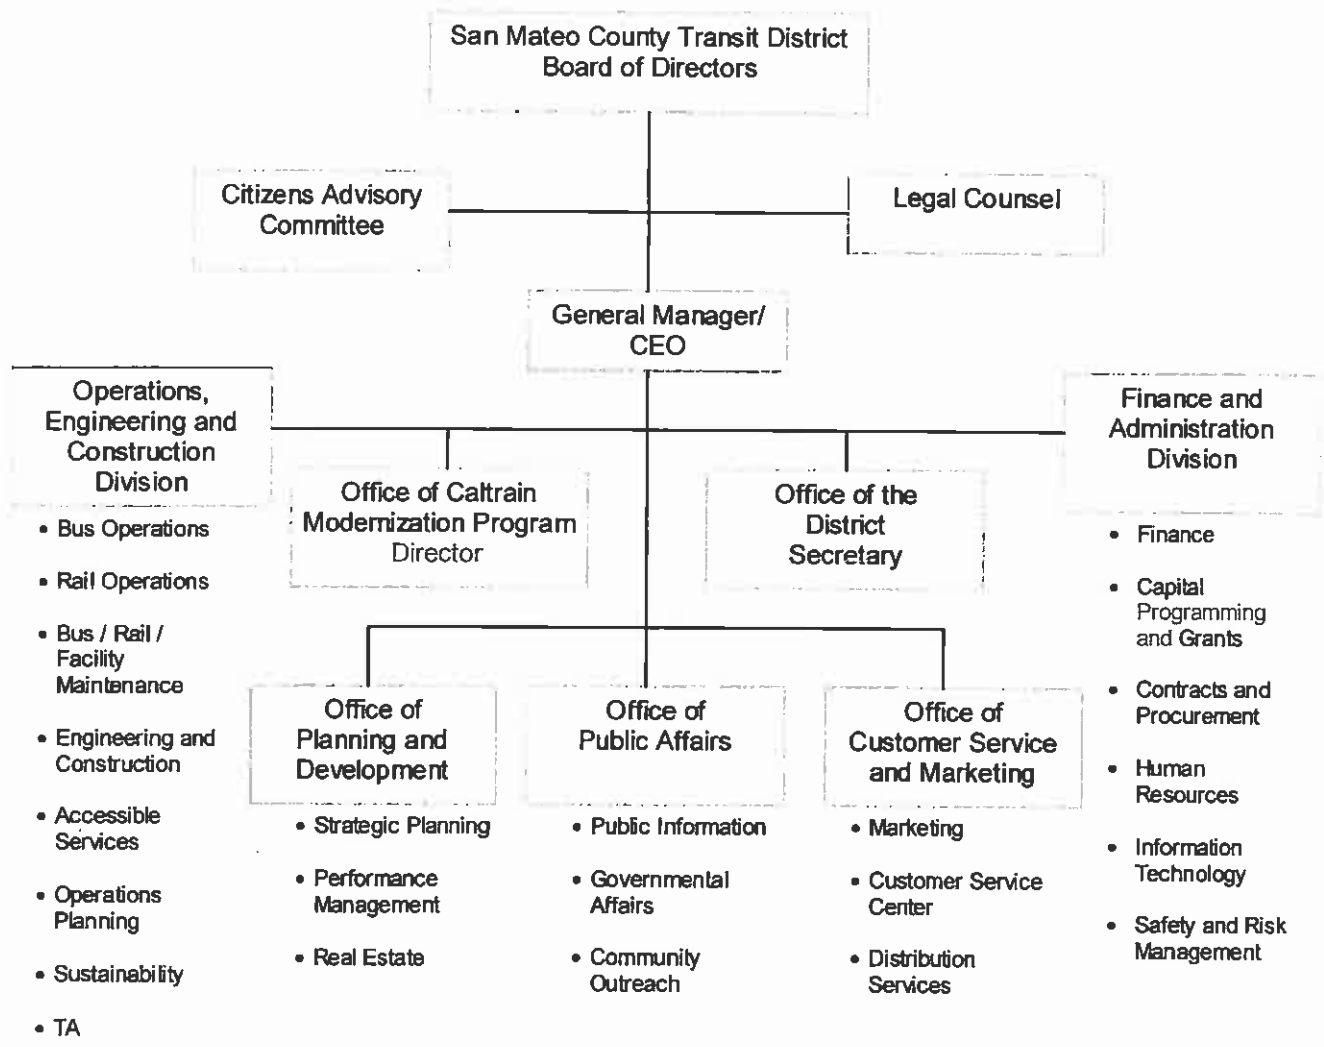 San Mateo County Transit District
Board of Directors
Citizens Advisory
Committee
Legal Counsel
General Manager/
CEO
Operations,
Engineering and
Construction
Division
• Bus Operations
• Rail Operations
• Bus / Rail /
Facility
Maintenance
• Engineering and
Construction
• Accessible
Services
• Operations
Planning
• Sustainability
• TA
Office of Caltrain
Modernization Program
Director
Office of the
District
Secretary
Finance and
Administration
Division
• Finance
• Capital
Programming
and Grants
• Contracts and
Procurement
• Human
Resources
• Information
Technology
• Safety and Risk
Management
Office of
Planning and
Development
• Strategic Planning
• Performance
Management
• Real Estate
Office of
Public Affairs
• Public Information
• Governmental
Affairs
• Community
Outreach
Office of
Customer Service
and Marketing
• Marketing
• Customer Service
Center
• Distribution
Services